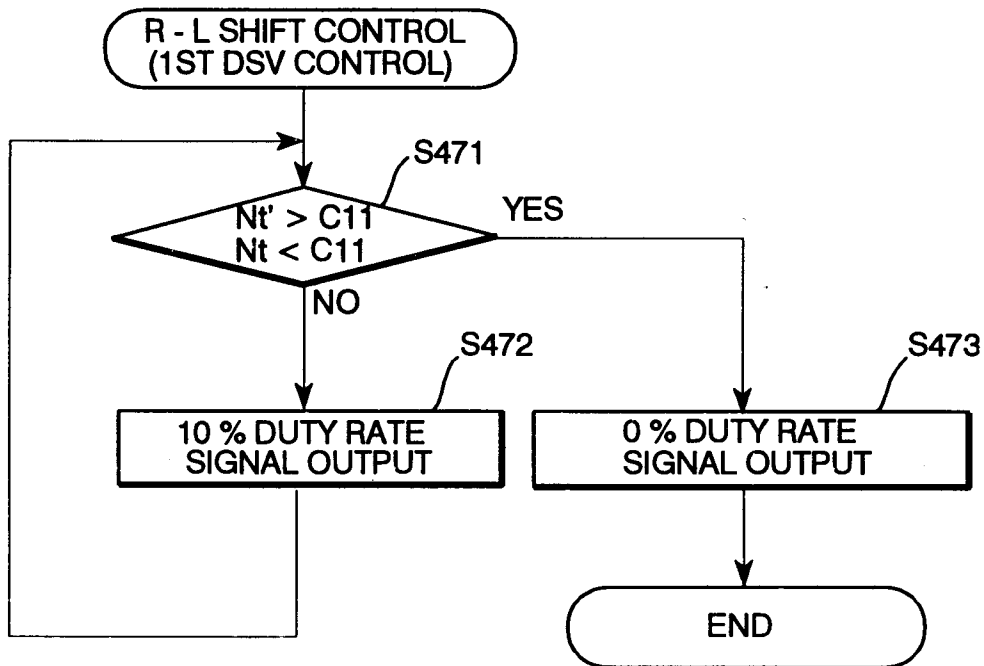 R - L SHIFT CONTROL
(1ST DSV CONTROL)
S471
Nt' > C11
Nt < C11
YES
NO
S472
10 % DUTY RATE
SIGNAL OUTPUT
S473
0 % DUTY RATE
SIGNAL OUTPUT
END